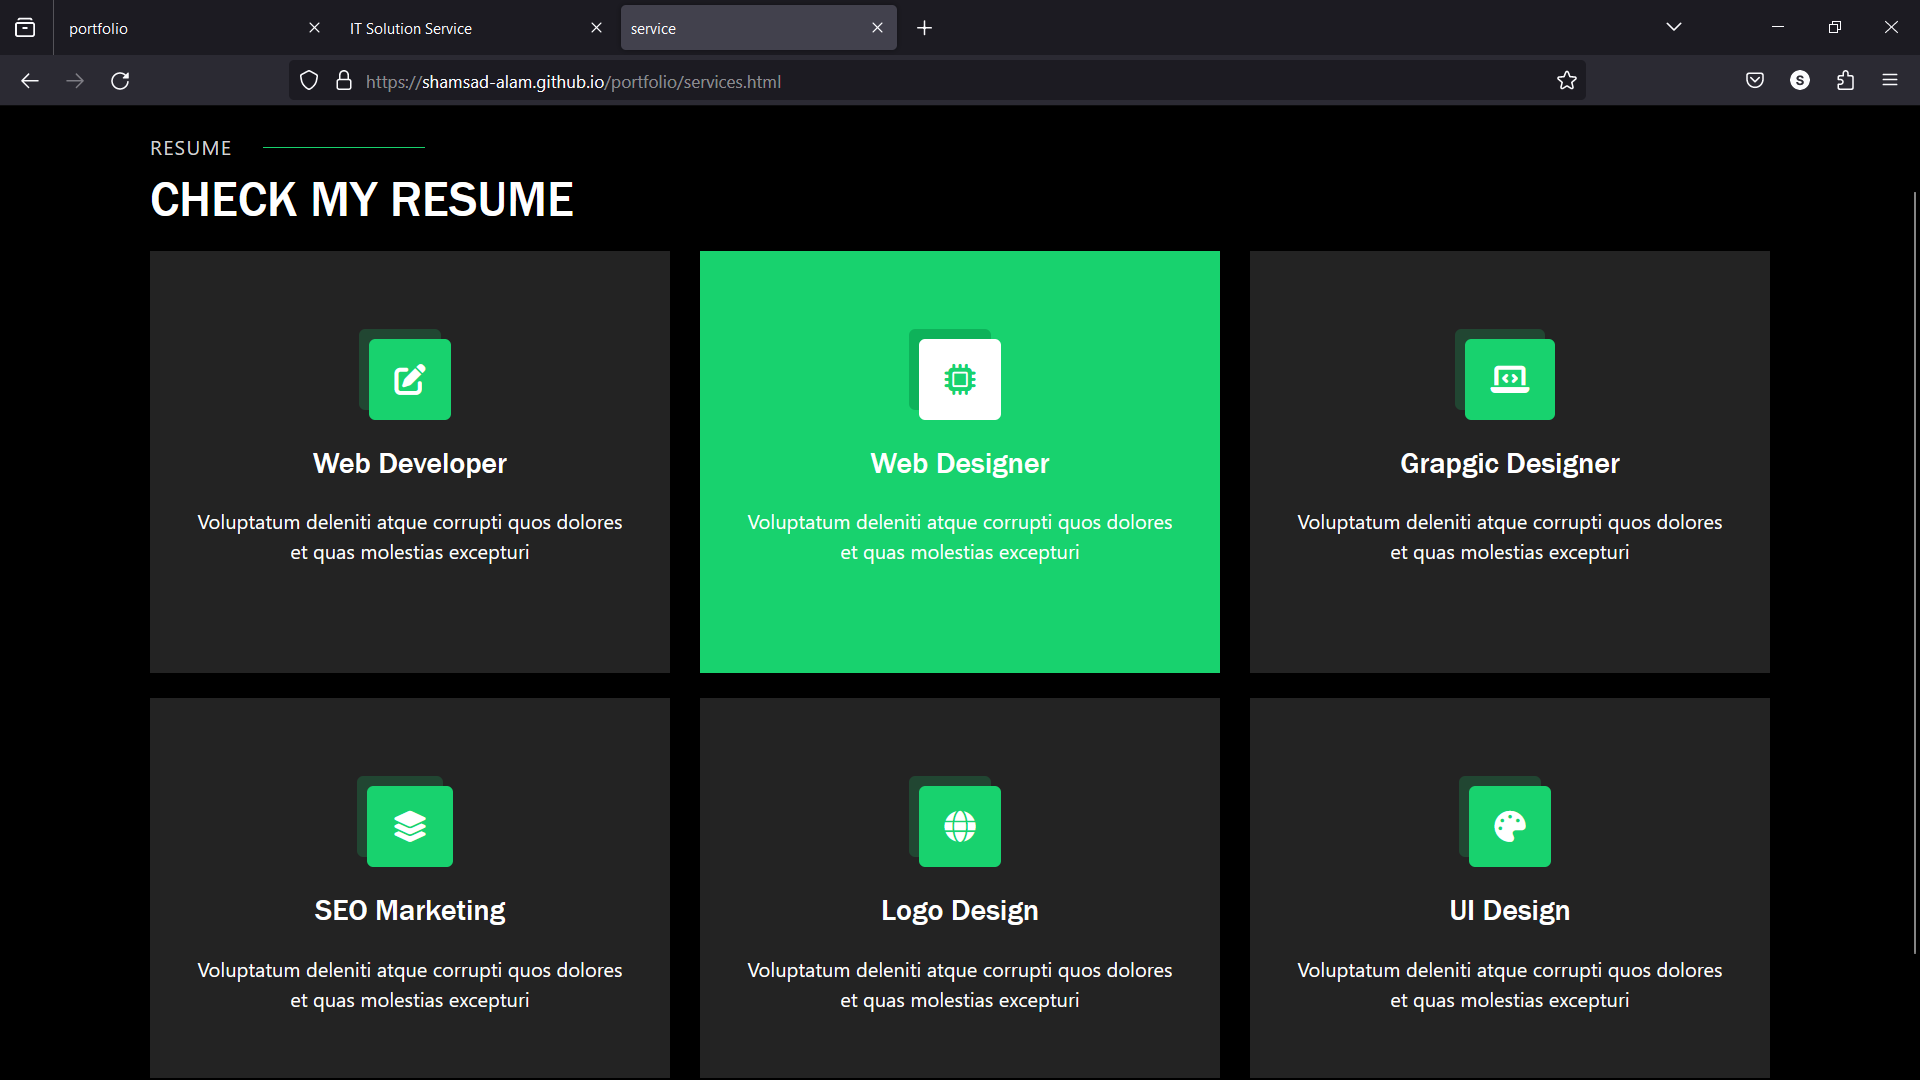 portfolio
IT Solution Service
service
https://shamsad-alam.github.io/portfolio/services.html
S
RESUME
CHECK MY RESUME
Web Developer
Voluptatum deleniti atque corrupti quos dolores
et quas molestias excepturi
Web Designer
Voluptatum deleniti atque corrupti quos dolores
et quas molestias excepturi
Grapgic Designer
Voluptatum deleniti atque corrupti quos dolores
et quas molestias excepturi
SEO Marketing
Voluptatum deleniti atque corrupti quos dolores
et quas molestias excepturi
Logo Design
Voluptatum deleniti atque corrupti quos dolores
et quas molestias excepturi
UI Design
Voluptatum deleniti atque corrupti quos dolores
et quas molestias excepturi